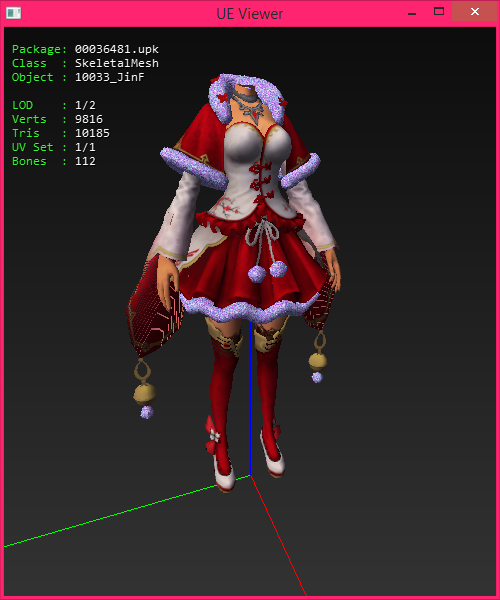 UE Viewer
Package: 00036481.upk
Class : SkeletalMesh
Object : 10033_JinF
LOD : 1/2
Verts : 9816
Tris : 10185
UV Set : 1/1
Bones : 112